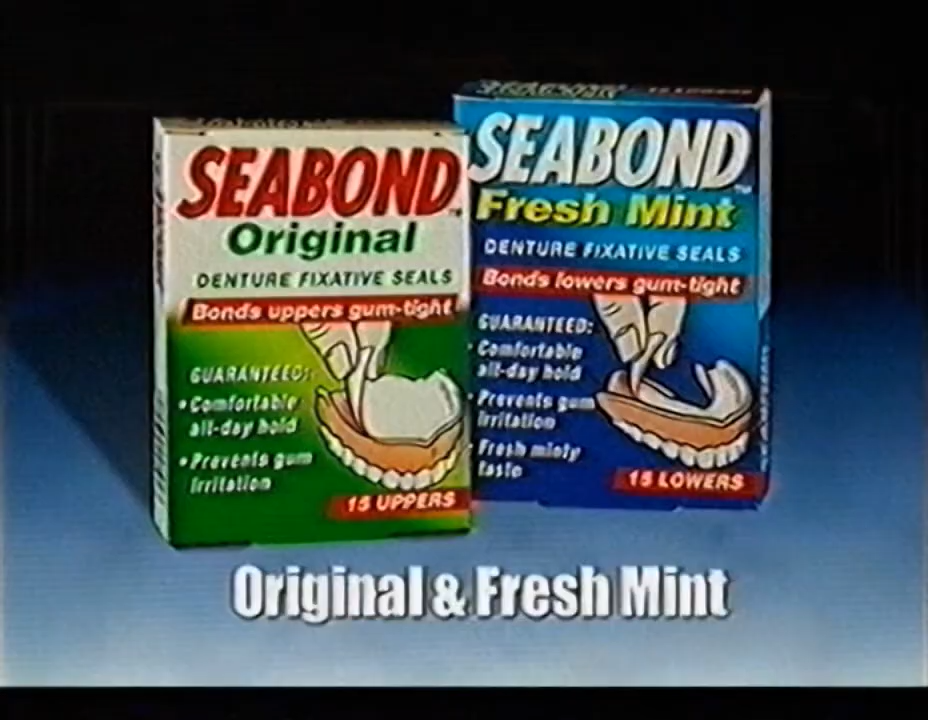 SEABOND™
Original
DENTURE FIXATIVE SEALS
Bonds uppers gum-tight
GUARANTEED:
• Comfortable
all-day hold
• Prevents gum
irritation
15 UPPERS
SEABOND™
Fresh Mint
DENTURE FIXATIVE SEALS
Bonds lowers gum-tight
GUARANTEED:
• Comfortable
all-day hold
• Prevents gum
irritation
• Fresh minty
taste
15 LOWERS
Original & Fresh Mint